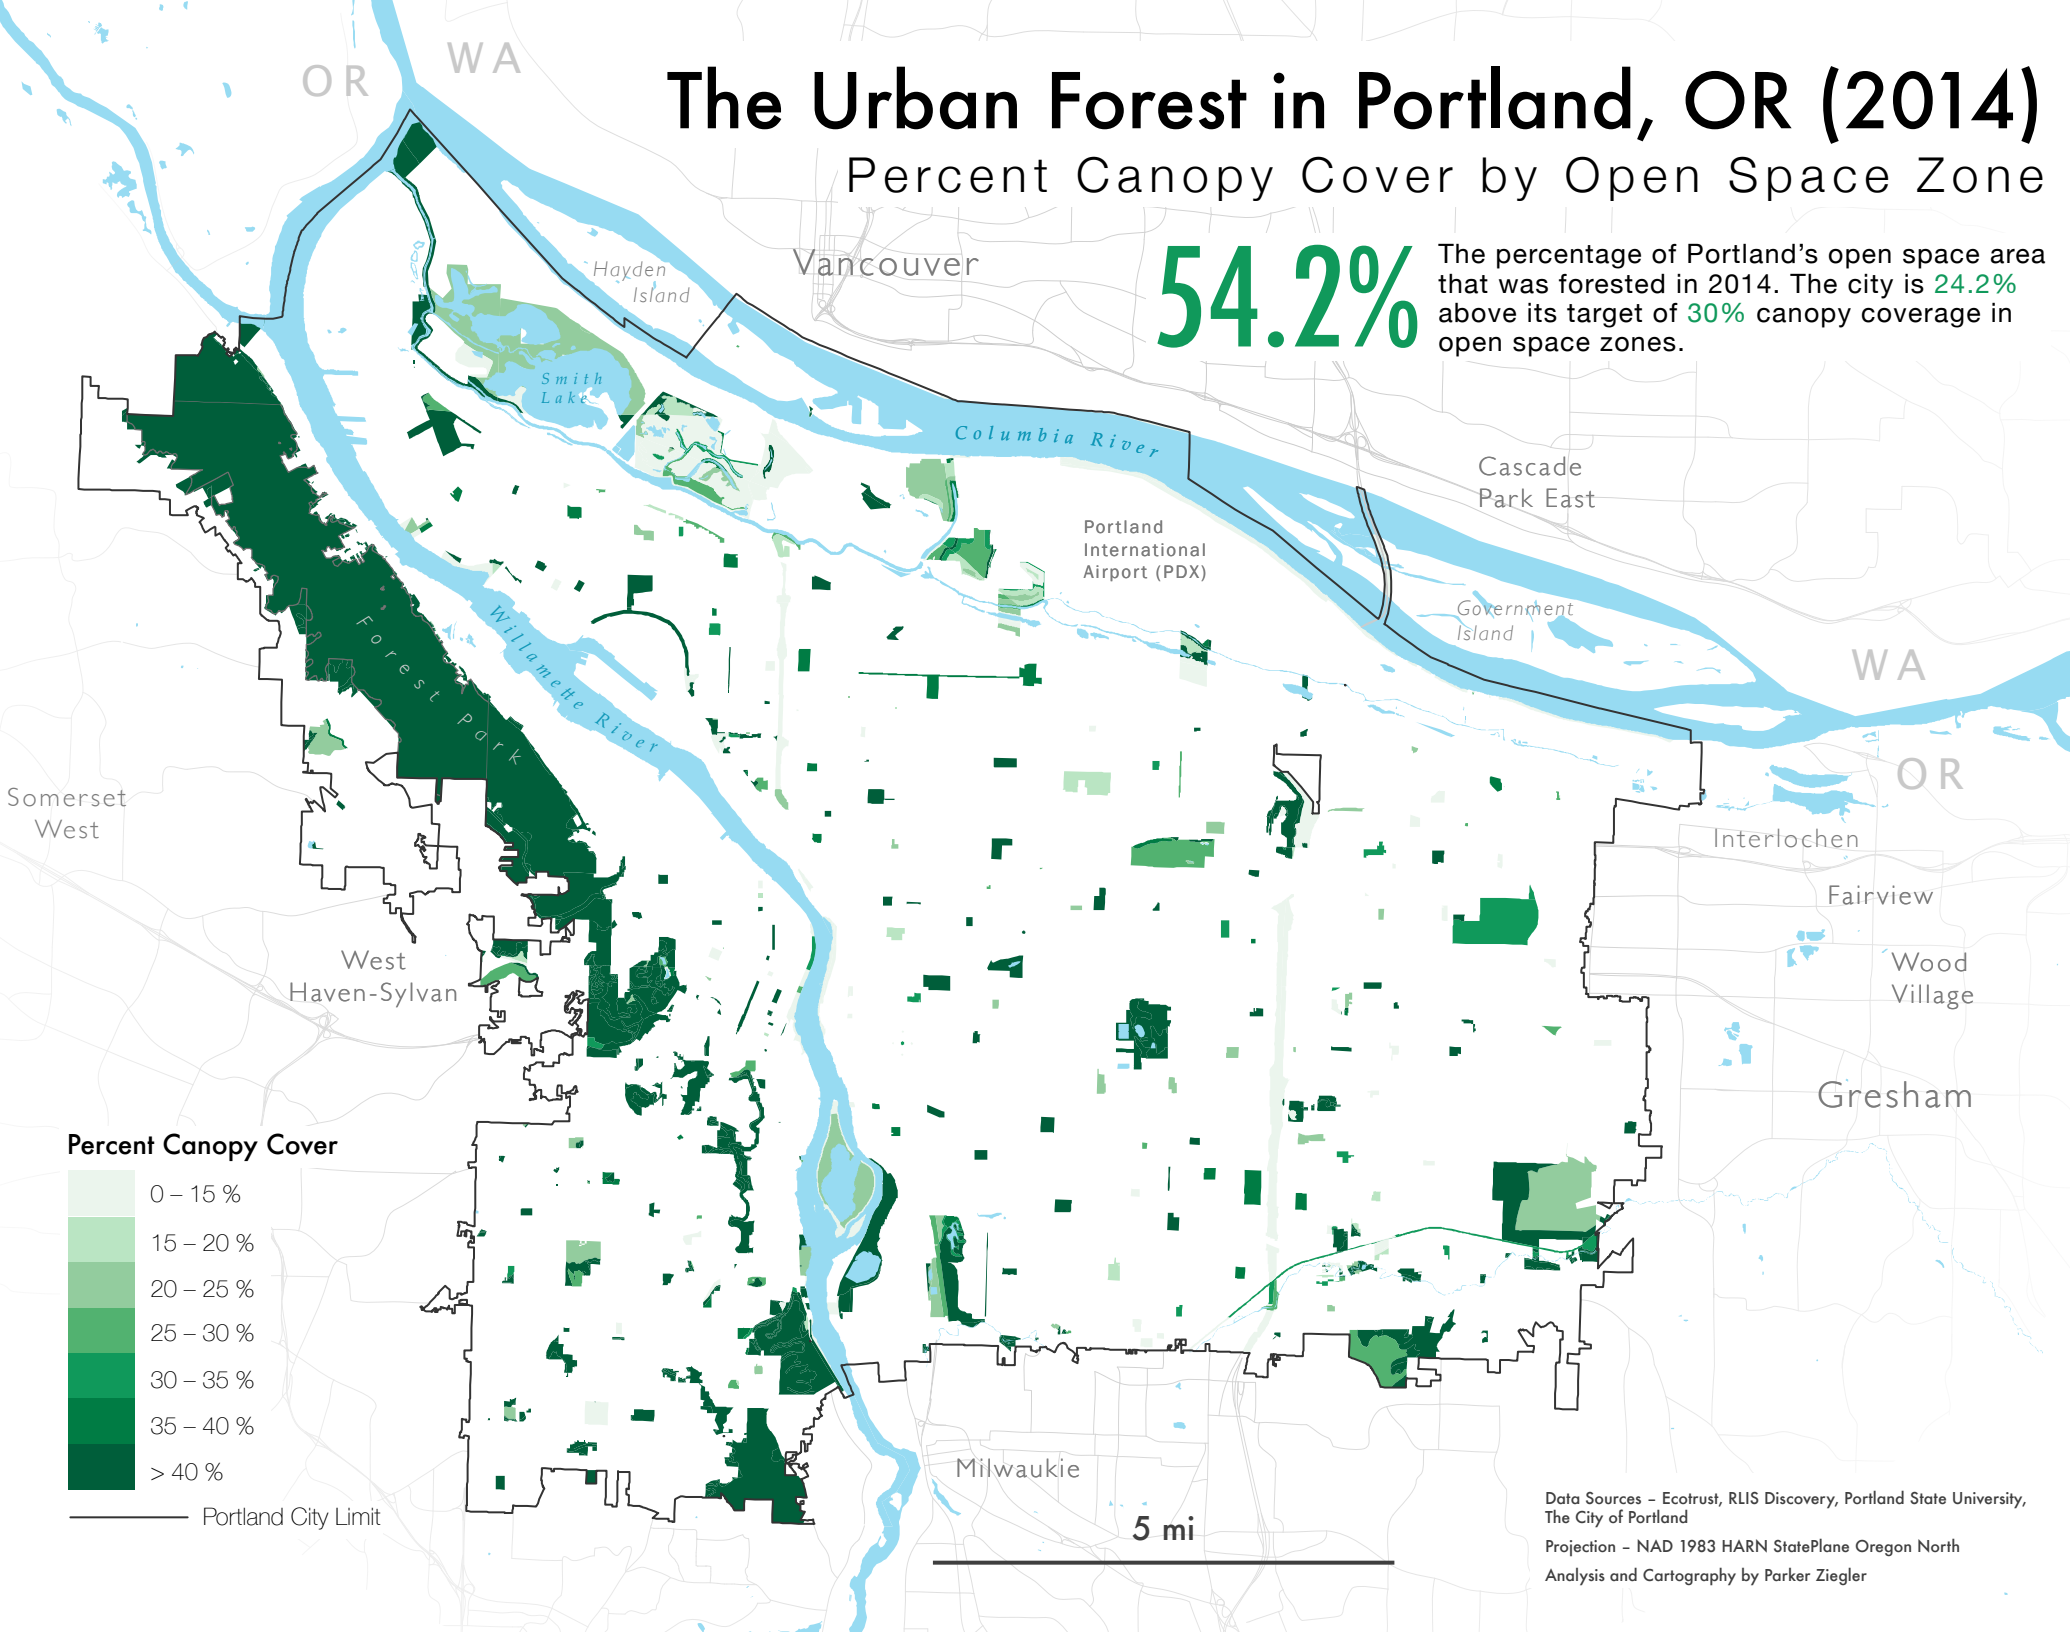 The Urban Forest in Portland, OR (2014)
Percent Canopy Cover by Open Space Zone
54.2%
The percentage of Portland's open space area
that was forested in 2014. The city is 24.2%
above its target of 30% canopy coverage in
open space zones.
OR
WA
Vancouver
Hayden
Island
Smith
Lake
Columbia River
Cascade
Park East
Portland
International
Airport (PDX)
Government
Island
WA
OR
Forest Park
Willamette River
Somerset
West
Interlochen
Fairview
West
Haven-Sylvan
Wood
Village
Gresham
Milwaukie
Percent Canopy Cover
0 – 15 %
15 – 20 %
20 – 25 %
25 – 30 %
30 – 35 %
35 – 40 %
> 40 %
Portland City Limit
5 mi
Data Sources – Ecotrust, RLIS Discovery, Portland State University,
The City of Portland
Projection – NAD 1983 HARN StatePlane Oregon North
Analysis and Cartography by Parker Ziegler